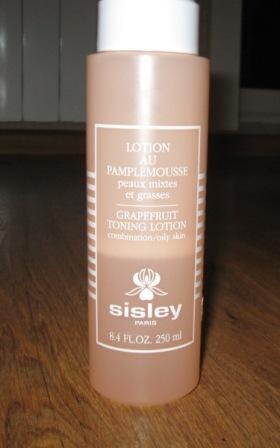 LOTION
AU
PAMPLEMOUSSE
peaux mixtes
et grasses
GRAPEFRUIT
TONING LOTION
combination/oily skin
sisley
PARIS
8.4 FL.OZ. 250 ml